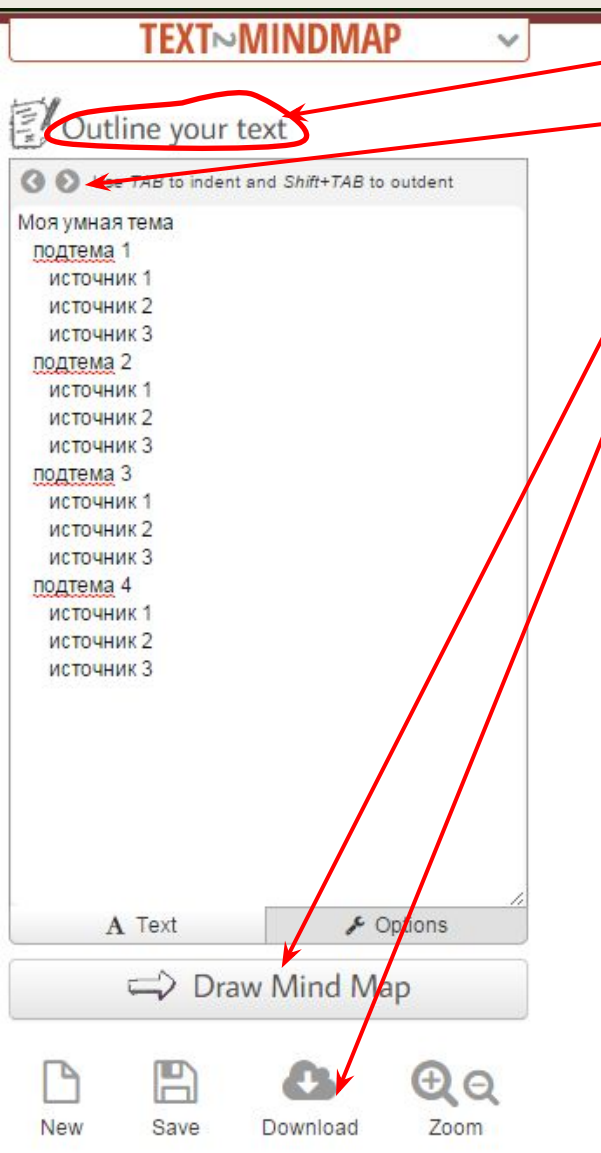 TEXT~MINDMAP
Outline your text
Use TAB to indent and Shift+TAB to outdent
Моя умная тема
подтема 1
источник 1
источник 2
источник 3
подтема 2
источник 1
источник 2
источник 3
подтема 3
источник 1
источник 2
источник 3
подтема 4
источник 1
источник 2
источник 3
A Text Options
Draw Mind Map
New Save Download Zoom